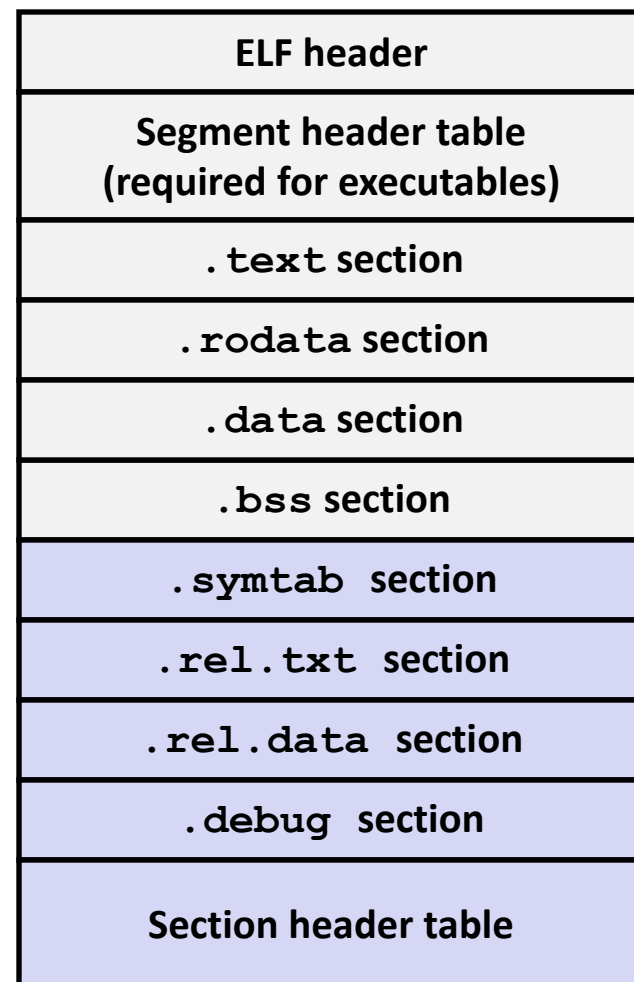 ELF header
Segment header table
(required for executables)
.text section
.rodata section
.data section
.bss section
.symtab section
.rel.txt section
.rel.data section
.debug section
Section header table